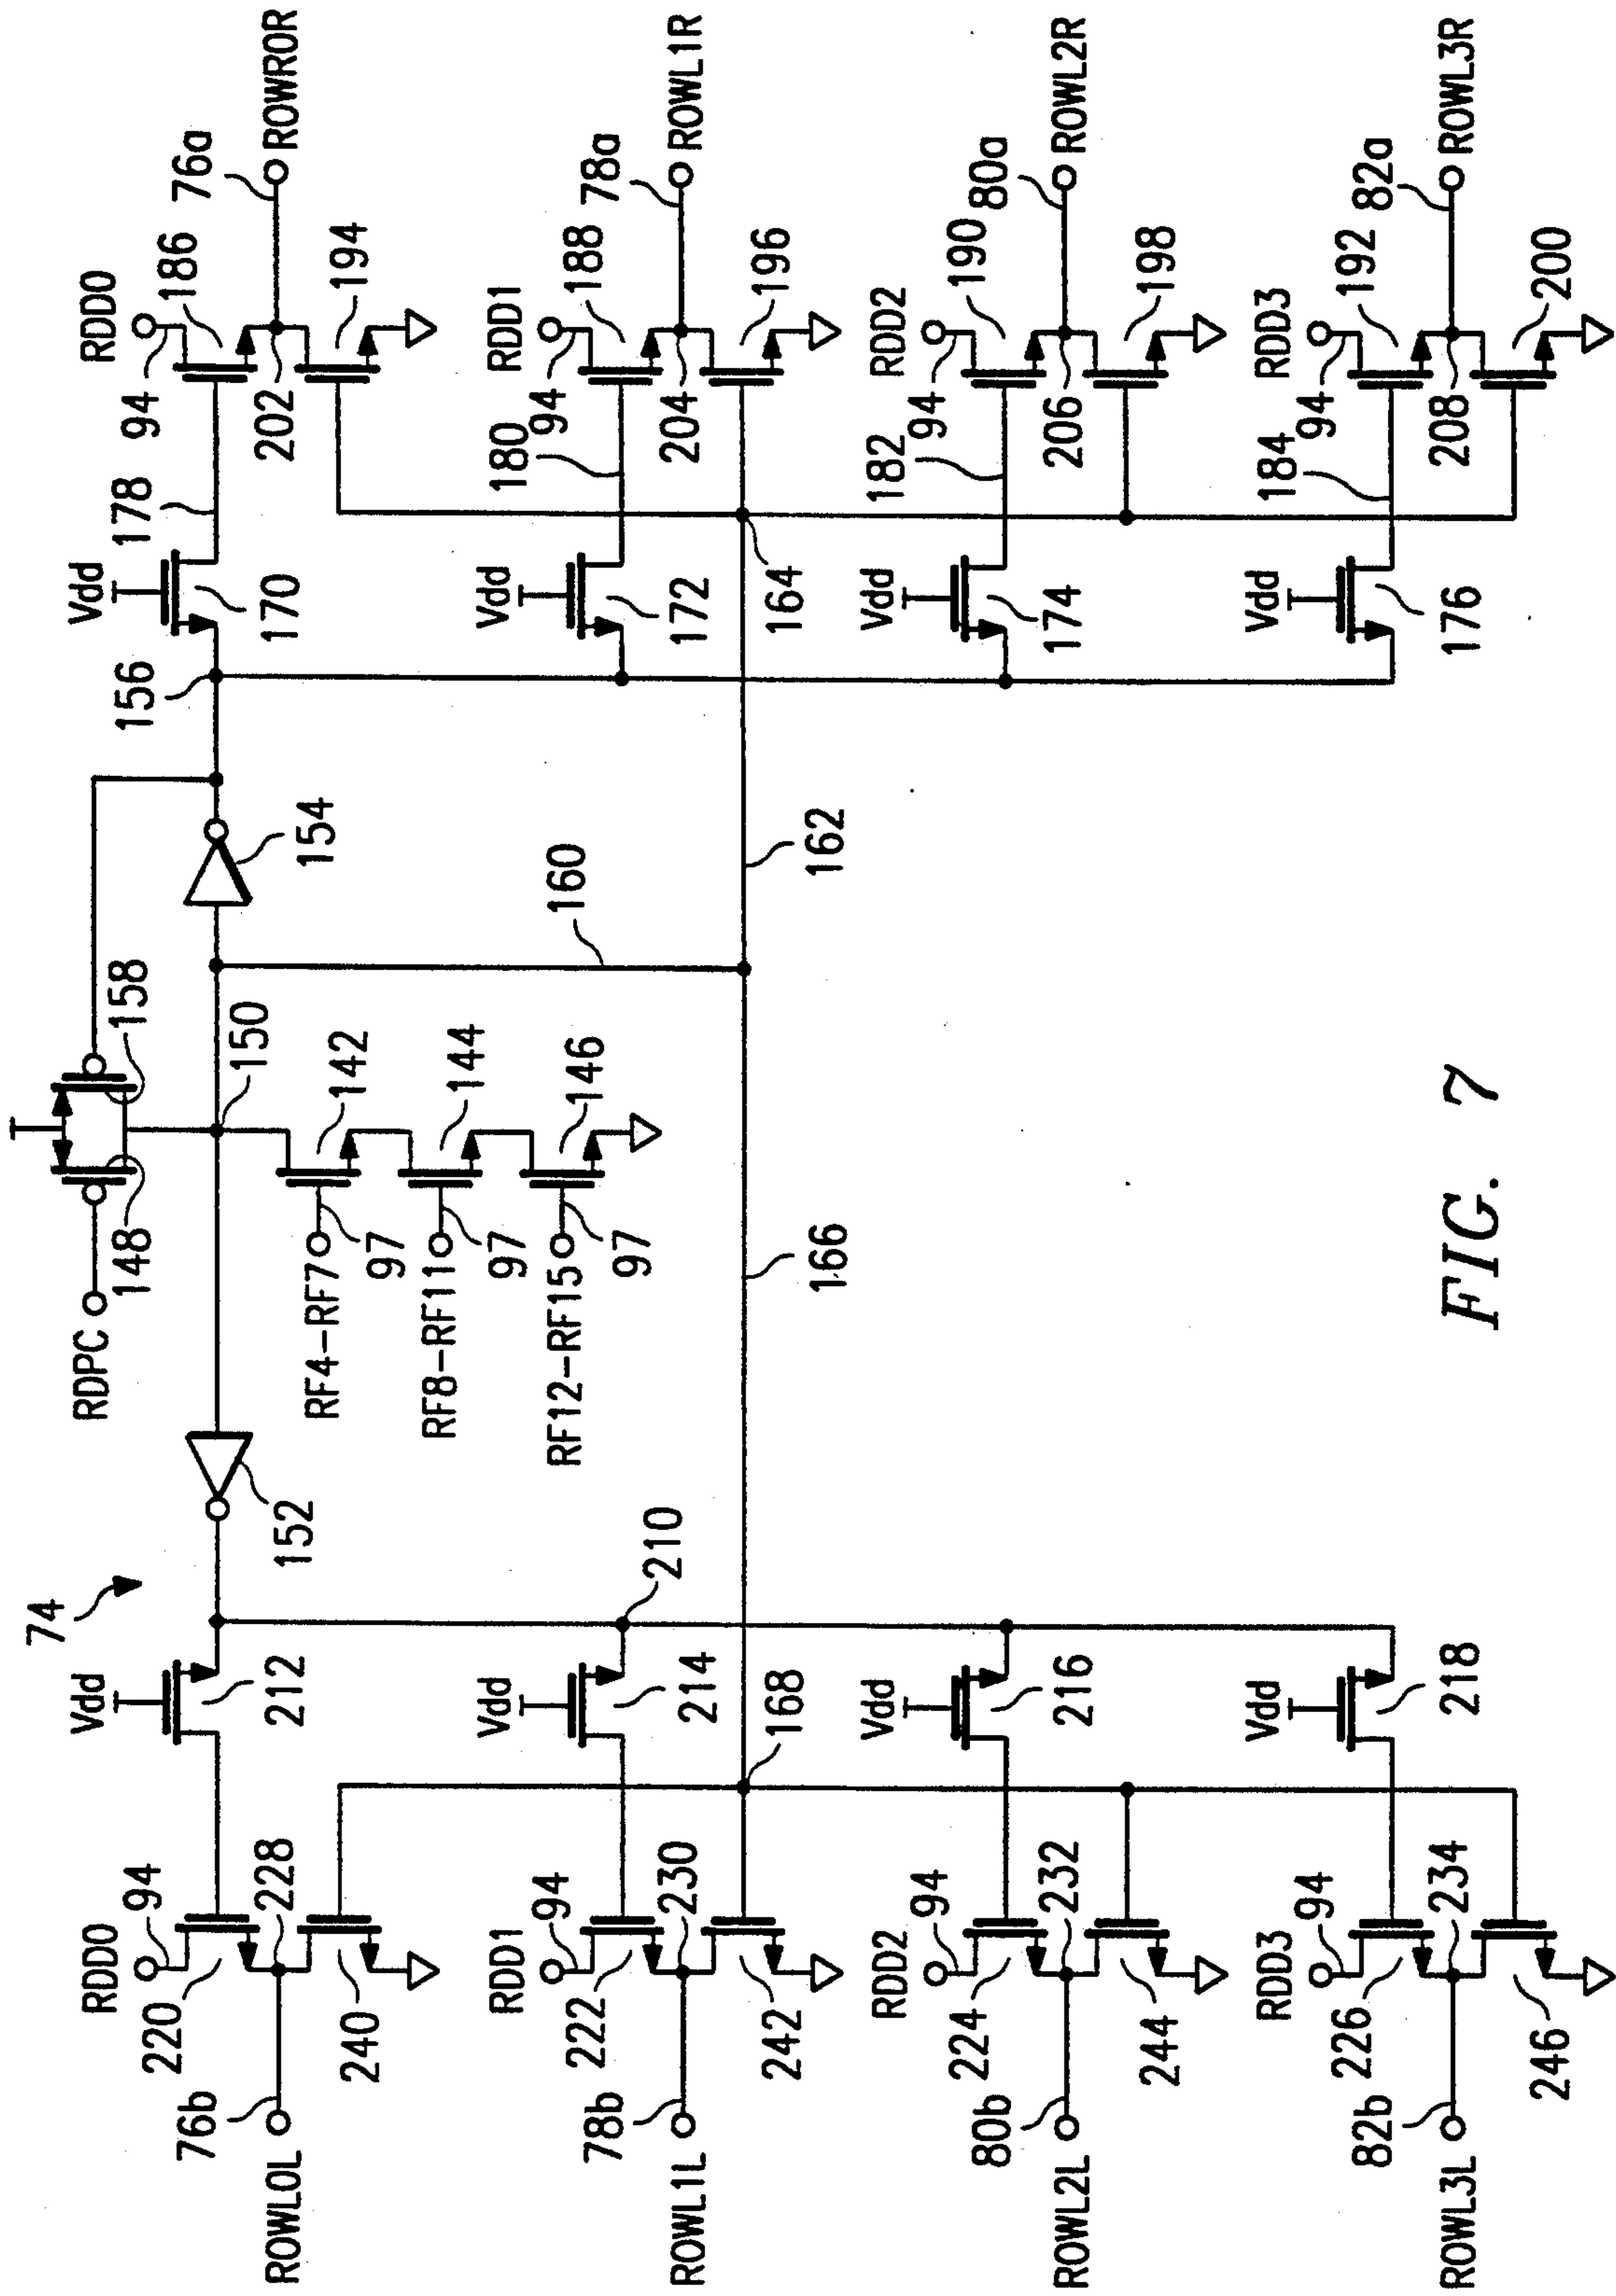 74
RDPC
148
158
Vdd
212
152
150
154
156
Vdd
170
178
RDD0
94
186
202
194
76a
ROWR0R
RDD0
94
220
228
240
76b
ROWL0L
RF4-RF7
97
142
RF8-RF11
97
144
RF12-RF15
97
146
160
162
166
164
168
210
Vdd
214
RDD1
94
222
230
242
78b
ROWL1L
Vdd
172
180
RDD1
94
188
204
196
78a
ROWL1R
Vdd
216
RDD2
94
224
232
244
80b
ROWL2L
Vdd
174
182
RDD2
94
190
206
198
80a
ROWL2R
Vdd
218
RDD3
94
226
234
246
82b
ROWL3L
Vdd
176
184
RDD3
94
192
208
200
82a
ROWL3R
FIG. 7